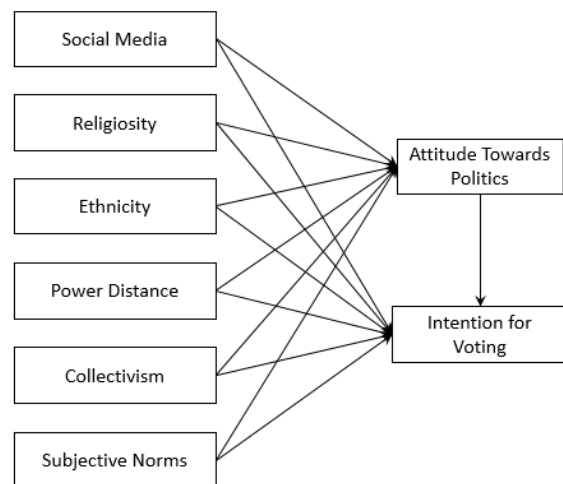 Social Media
Religiosity
Ethnicity
Power Distance
Collectivism
Subjective Norms
Attitude Towards
Politics
Intention for
Voting